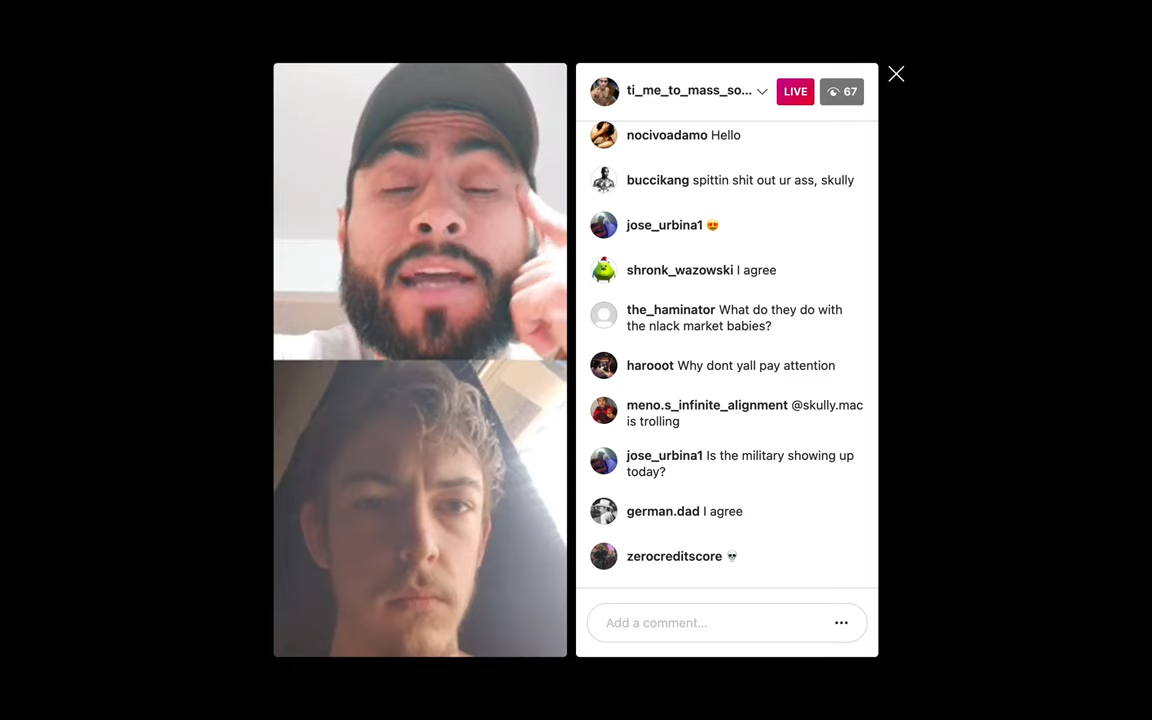 ti_me_to_mass_so... LIVE 67
nocivoadamo Hello
buccikang spittin shit out ur ass, skully
jose_urbina1 😍
shronk_wazowski I agree
the_haminator What do they do with
the nlack market babies?
harooot Why dont yall pay attention
meno.s_infinite_alignment @skully.mac
is trolling
jose_urbina1 Is the military showing up
today?
german.dad I agree
zerocreditscore 💀
Add a comment...